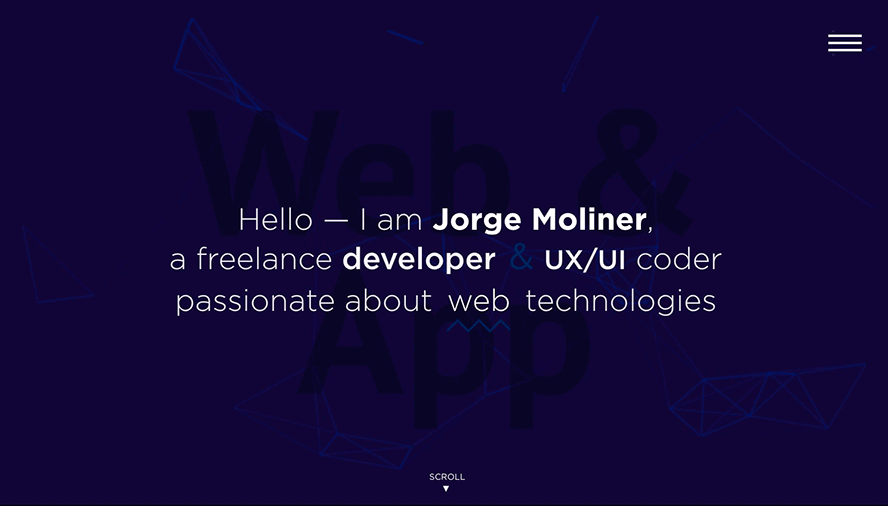 Web &
App
Hello — I am Jorge Moliner,
a freelance developer & UX/UI coder
passionate about web technologies
SCROLL